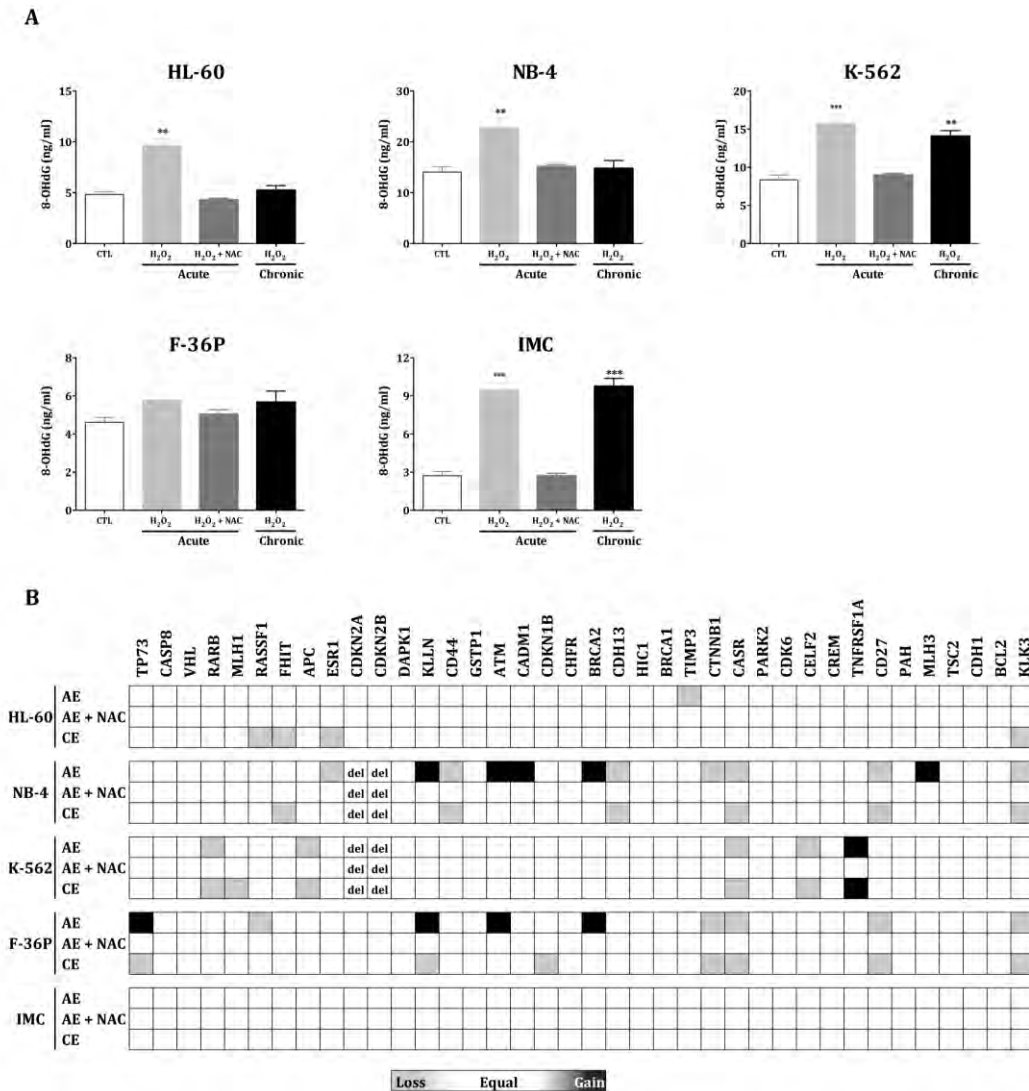 A
HL-60
NB-4
K-562
15
10
5
0
8-OHdG (ng/ml)
**
CTL
H₂O₂
H₂O₂ + NAC
H₂O₂
Acute
Chronic
30
20
10
0
8-OHdG (ng/ml)
**
CTL
H₂O₂
H₂O₂ + NAC
H₂O₂
Acute
Chronic
20
15
10
5
0
8-OHdG (ng/ml)
***
**
CTL
H₂O₂
H₂O₂ + NAC
H₂O₂
Acute
Chronic
F-36P
IMC
8
6
4
2
0
8-OHdG (ng/ml)
CTL
H₂O₂
H₂O₂ + NAC
H₂O₂
Acute
Chronic
12
9
6
3
0
8-OHdG (ng/ml)
***
***
CTL
H₂O₂
H₂O₂ + NAC
H₂O₂
Acute
Chronic
B
TP73
CASP8
VHL
RARB
MLH1
RASSF1
FHIT
APC
ESR1
CDKN2A
CDKN2B
DAPK1
KLLN
CD44
GSTP1
ATM
CADM1
CDKN1B
CHFR
BRCA2
CDH13
HIC1
BRCA1
TIMP3
CTNNB1
CASR
PARK2
CDK6
CELF2
CREM
TNFRSF1A
CD27
PAH
MLH3
TSC2
CDH1
BCL2
KLK3
HL-60
AE
AE + NAC
CE
NB-4
AE del del
AE + NAC del del
CE del del
K-562
AE del del
AE + NAC del del
CE del del
F-36P
AE
AE + NAC
CE
IMC
AE
AE + NAC
CE
Loss Equal Gain